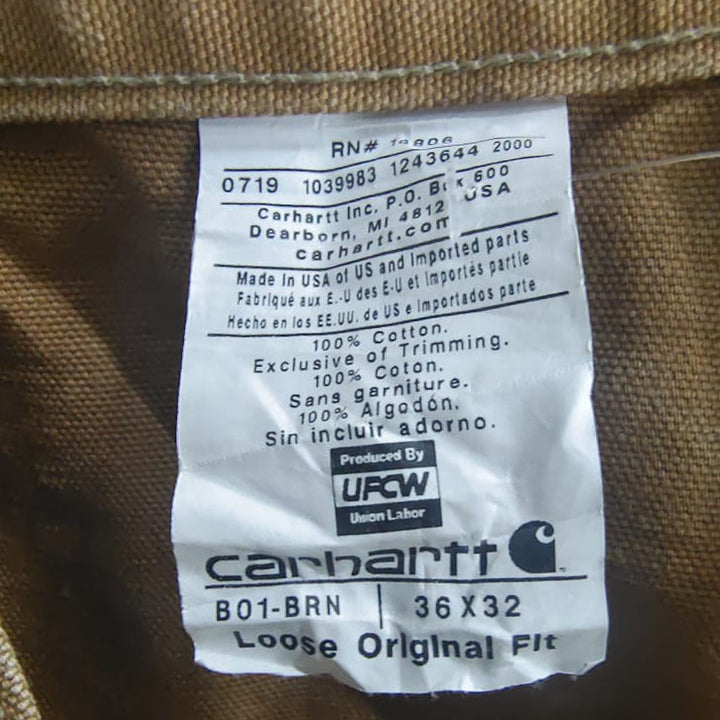 RN# 14806
0719 1039983 1243644 2000
Carhartt Inc. P.O. Box 600
Dearborn, MI 4812 USA
carhartt.com
Made In USA of US and Imported parts
Fabriqué aux E.-U des E-U et Importés partie
Hecho en los EE.UU. de US e Importados parte
100% Cotton.
Exclusive of Trimming.
100% Coton.
Sans garniture.
100% Algodón.
Sin incluir adorno.
Produced By
UFCW
Union Labor
carhartt
B01-BRN | 36X32
Loose Original Fit